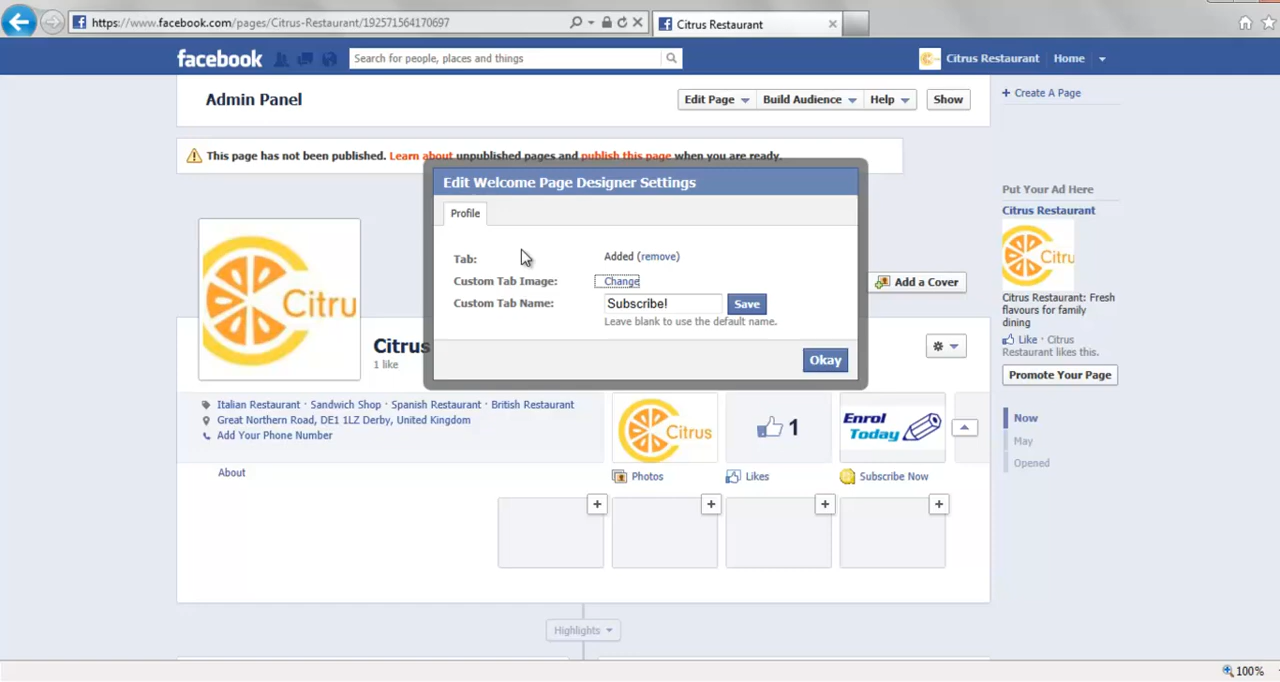 https://www.facebook.com/pages/Citrus-Restaurant/192571564170697
Citrus Restaurant
facebook
Search for people, places and things
Citrus Restaurant
Home
Admin Panel
Edit Page
Build Audience
Help
Show
+ Create A Page
This page has not been published. Learn about unpublished pages and publish this page when you are ready.
Edit Welcome Page Designer Settings
Profile
Tab:
Added (remove)
Custom Tab Image:
Change
Custom Tab Name:
Subscribe!
Save
Leave blank to use the default name.
Okay
Put Your Ad Here
Citrus Restaurant
Citru
Citrus Restaurant: Fresh
flavours for family
dining
Like · Citrus
Restaurant likes this.
Promote Your Page
Add a Cover
Citru
Citrus
1 like
Italian Restaurant · Sandwich Shop · Spanish Restaurant · British Restaurant
Great Northern Road, DE1 1LZ Derby, United Kingdom
Add Your Phone Number
About
Citrus
1
Enrol
Today
Photos
Likes
Subscribe Now
+
+
+
+
Now
May
Opened
Highlights
100%